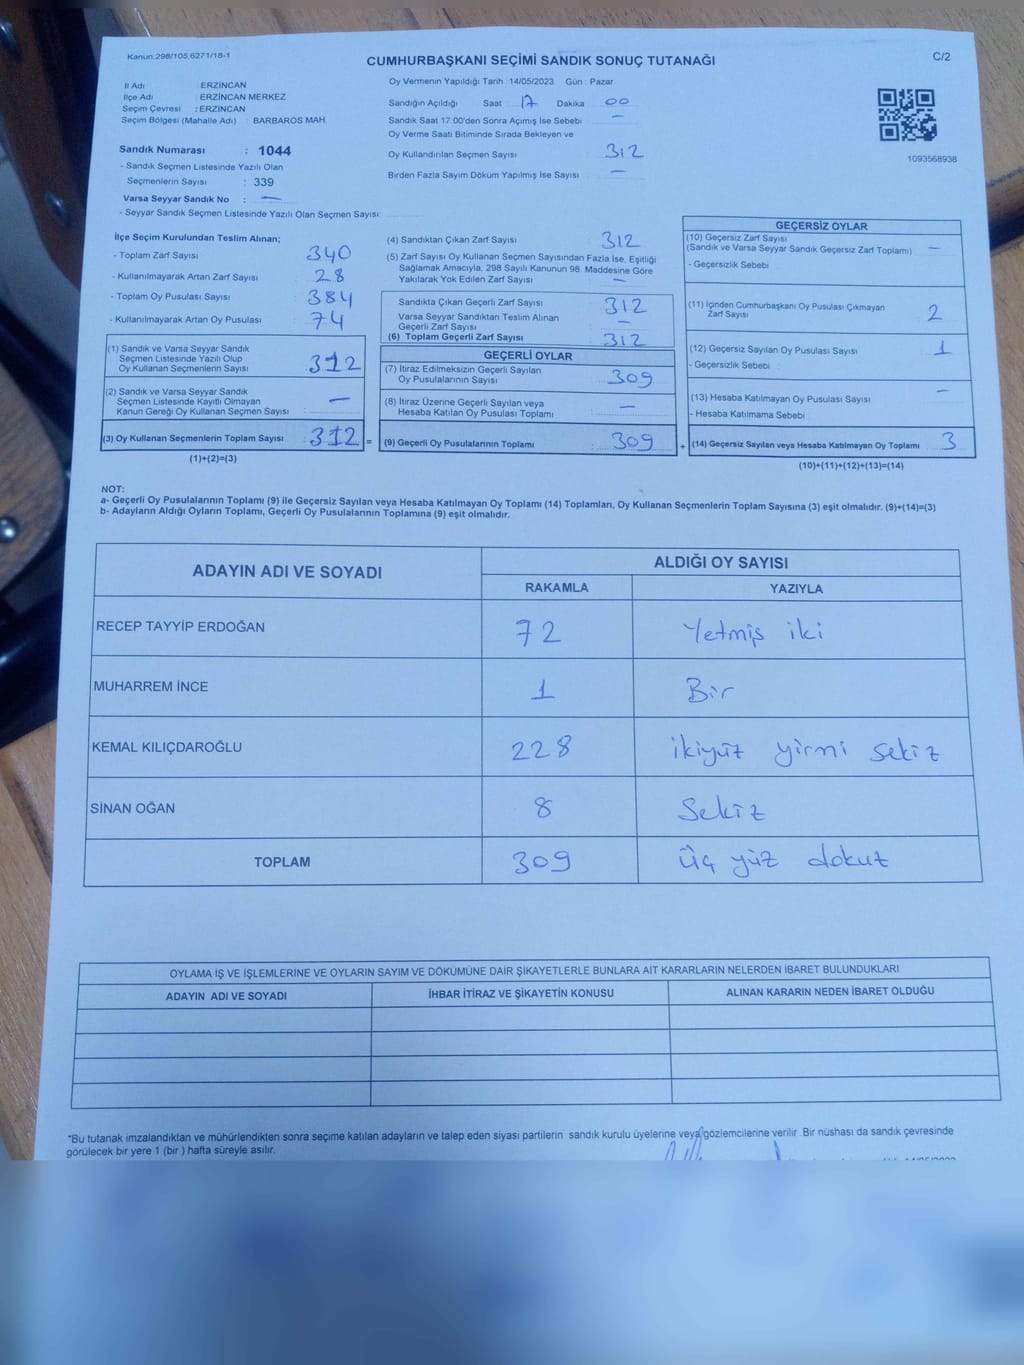 Kanun:298/105,6271/18-1
CUMHURBAŞKANI SEÇİMİ SANDIK SONUÇ TUTANAĞI
C/2
İl Adı ERZİNCAN
İlçe Adı ERZİNCAN MERKEZ
Seçim Çevresi : ERZİNCAN
Seçim Bölgesi (Mahalle Adı) : BARBAROS MAH.
Sandık Numarası : 1044
- Sandık Seçmen Listesinde Yazılı Olan
Seçmenlerin Sayısı : 339
Varsa Seyyar Sandık No : —
- Seyyar Sandık Seçmen Listesinde Yazılı Olan Seçmen Sayısı:
Oy Vermenin Yapıldığı Tarih : 14/05/2023 Gün : Pazar
Sandığın Açıldığı Saat 17 Dakika 00
Sandık Saat 17:00'den Sonra Açımış İse Sebebi —
Oy Verme Saati Bitiminde Sırada Bekleyen ve
Oy Kullandırılan Seçmen Sayısı 312
Birden Fazla Sayım Döküm Yapılmış İse Sayısı —
1093568938
İlçe Seçim Kurulundan Teslim Alınan;
- Toplam Zarf Sayısı 340
- Kullanılmayarak Artan Zarf Sayısı 28
- Toplam Oy Pusulası Sayısı 384
- Kullanılmayarak Artan Oy Pusulası 74
(1) Sandık ve Varsa Seyyar Sandık
Seçmen Listesinde Yazılı Olup
Oy Kullanan Seçmenlerin Sayısı 312
(2) Sandık ve Varsa Seyyar Sandık
Seçmen Listesinde Kayıtlı Olmayan
Kanun Gereği Oy Kullanan Seçmen Sayısı —
(3) Oy Kullanan Seçmenlerin Toplam Sayısı 312 =
(1)+(2)=(3)
(4) Sandıktan Çıkan Zarf Sayısı 312
(5) Zarf Sayısı Oy Kullanan Seçmen Sayısından Fazla İse, Eşitliği
Sağlamak Amacıyla, 298 Sayılı Kanunun 98. Maddesine Göre
Yakılarak Yok Edilen Zarf Sayısı —
Sandıkta Çıkan Geçerli Zarf Sayısı 312
Varsa Seyyar Sandıktan Teslim Alınan
Geçerli Zarf Sayısı —
(6) Toplam Geçerli Zarf Sayısı 312
GEÇERLİ OYLAR
(7) İtiraz Edilmeksizin Geçerli Sayılan
Oy Pusulalarının Sayısı 309
(8) İtiraz Üzerine Geçerli Sayılan veya
Hesaba Katılan Oy Pusulası Toplamı —
(9) Geçerli Oy Pusulalarının Toplamı 309 +
GEÇERSİZ OYLAR
(10) Geçersiz Zarf Sayısı
(Sandık ve Varsa Seyyar Sandık Geçersiz Zarf Toplamı) —
- Geçersizlik Sebebi
(11) İçinden Cumhurbaşkanı Oy Pusulası Çıkmayan
Zarf Sayısı 2
(12) Geçersiz Sayılan Oy Pusulası Sayısı 1
- Geçersizlik Sebebi
(13) Hesaba Katılmayan Oy Pusulası Sayısı —
- Hesaba Katılmama Sebebi
(14) Geçersiz Sayılan veya Hesaba Katılmayan Oy Toplamı 3
(10)+(11)+(12)+(13)=(14)
NOT:
a- Geçerli Oy Pusulalarının Toplamı (9) ile Geçersiz Sayılan veya Hesaba Katılmayan Oy Toplamı (14) Toplamları, Oy Kullanan Seçmenlerin Toplam Sayısına (3) eşit olmalıdır. (9)+(14)=(3)
b- Adayların Aldığı Oyların Toplamı, Geçerli Oy Pusulalarının Toplamına (9) eşit olmalıdır.
ADAYIN ADI VE SOYADI
ALDIĞI OY SAYISI
RAKAMLA YAZIYLA
RECEP TAYYİP ERDOĞAN 72 Yetmiş iki
MUHARREM İNCE 1 Bir
KEMAL KILIÇDAROĞLU 228 ikiyüz yirmi sekiz
SİNAN OĞAN 8 Sekiz
TOPLAM 309 üç yüz dokuz
OYLAMA İŞ VE İŞLEMLERİNE VE OYLARIN SAYIM VE DÖKÜMÜNE DAİR ŞİKAYETLERLE BUNLARA AİT KARARLARIN NELERDEN İBARET BULUNDUKLARI
ADAYIN ADI VE SOYADI İHBAR İTİRAZ VE ŞİKAYETİN KONUSU ALINAN KARARIN NEDEN İBARET OLDUĞU
*Bu tutanak imzalandıktan ve mühürlendikten sonra seçime katılan adayların ve talep eden siyasi partilerin sandık kurulu üyelerine veya gözlemcilerine verilir. Bir nüshası da sandık çevresinde
görülecek bir yere 1 (bir) hafta süreyle asılır.